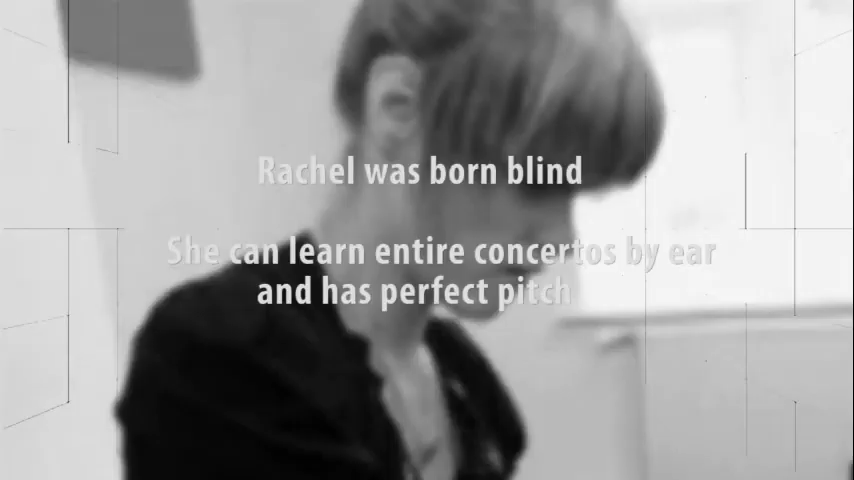 Rachel was born blind
She can learn entire concertos by ear
and has perfect pitch